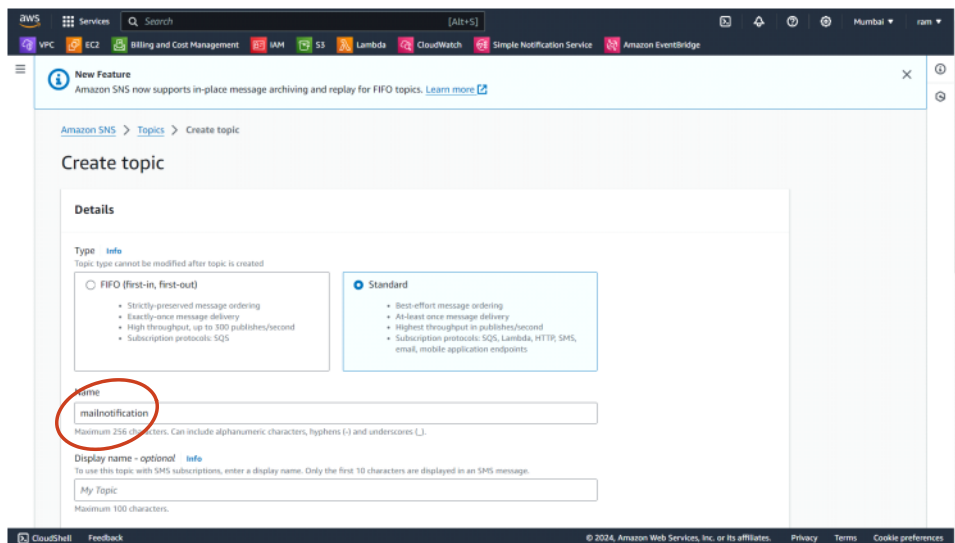 aws
Services
Search
[Alt+S]
Mumbai
ram
VPC
EC2
Billing and Cost Management
IAM
S3
Lambda
CloudWatch
Simple Notification Service
Amazon EventBridge
New Feature
Amazon SNS now supports in-place message archiving and replay for FIFO topics. Learn more
Amazon SNS > Topics > Create topic
Create topic
Details
Type Info
Topic type cannot be modified after topic is created
FIFO (first-in, first-out)
• Strictly-preserved message ordering
• Exactly-once message delivery
• High throughput, up to 300 publishes/second
• Subscription protocols: SQS
Standard
• Best-effort message ordering
• At-least once message delivery
• Highest throughput in publishes/second
• Subscription protocols: SQS, Lambda, HTTP, SMS,
email, mobile application endpoints
Name
mailnotification
Maximum 256 characters. Can include alphanumeric characters, hyphens (-) and underscores (_).
Display name - optional Info
To use this topic with SMS subscriptions, enter a display name. Only the first 10 characters are displayed in an SMS message.
My Topic
Maximum 100 characters.
CloudShell
Feedback
© 2024, Amazon Web Services, Inc. or its affiliates.
Privacy
Terms
Cookie preferences